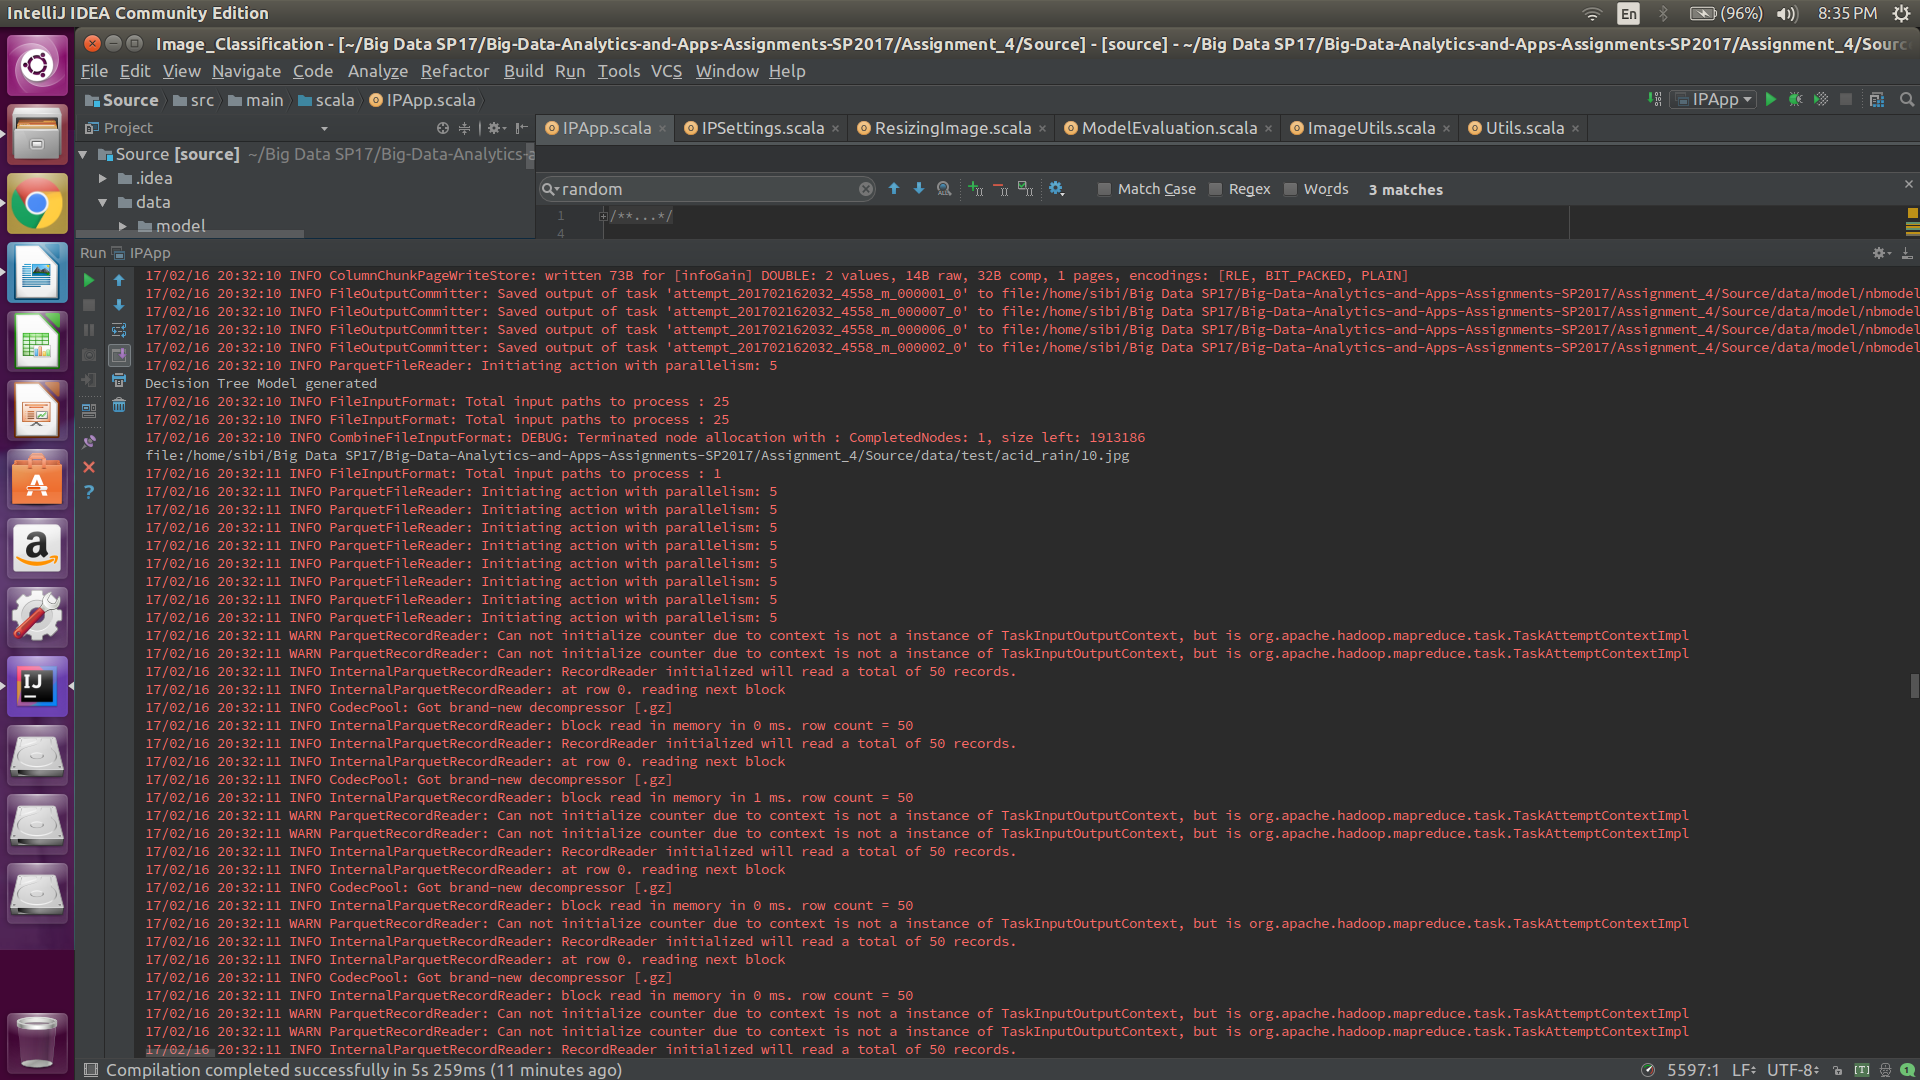 IntelliJ IDEA Community Edition
En
(96%)
8:35 PM
Image_Classification - [~/Big Data SP17/Big-Data-Analytics-and-Apps-Assignments-SP2017/Assignment_4/Source] - [source] - ~/Big Data SP17/Big-Data-Analytics-and-Apps-Assignments-SP2017/Assignment_4/Sourc
File Edit View Navigate Code Analyze Refactor Build Run Tools VCS Window Help
Source src main scala IPApp.scala
IPApp
Project
IPApp.scala IPSettings.scala ResizingImage.scala ModelEvaluation.scala ImageUtils.scala Utils.scala
Source [source] ~/Big Data SP17/Big-Data-Analytics-a
.idea
data
model
random
Match Case Regex Words 3 matches
1 /**...*/
4
Run IPApp
17/02/16 20:32:10 INFO ColumnChunkPageWriteStore: written 73B for [infoGain] DOUBLE: 2 values, 14B raw, 32B comp, 1 pages, encodings: [RLE, BIT_PACKED, PLAIN]
17/02/16 20:32:10 INFO FileOutputCommitter: Saved output of task 'attempt_201702162032_4558_m_000001_0' to file:/home/sibi/Big Data SP17/Big-Data-Analytics-and-Apps-Assignments-SP2017/Assignment_4/Source/data/model/nbmodel
17/02/16 20:32:10 INFO FileOutputCommitter: Saved output of task 'attempt_201702162032_4558_m_000007_0' to file:/home/sibi/Big Data SP17/Big-Data-Analytics-and-Apps-Assignments-SP2017/Assignment_4/Source/data/model/nbmodel
17/02/16 20:32:10 INFO FileOutputCommitter: Saved output of task 'attempt_201702162032_4558_m_000006_0' to file:/home/sibi/Big Data SP17/Big-Data-Analytics-and-Apps-Assignments-SP2017/Assignment_4/Source/data/model/nbmodel
17/02/16 20:32:10 INFO FileOutputCommitter: Saved output of task 'attempt_201702162032_4558_m_000002_0' to file:/home/sibi/Big Data SP17/Big-Data-Analytics-and-Apps-Assignments-SP2017/Assignment_4/Source/data/model/nbmodel
17/02/16 20:32:10 INFO ParquetFileReader: Initiating action with parallelism: 5
Decision Tree Model generated
17/02/16 20:32:10 INFO FileInputFormat: Total input paths to process : 25
17/02/16 20:32:10 INFO FileInputFormat: Total input paths to process : 25
17/02/16 20:32:10 INFO CombineFileInputFormat: DEBUG: Terminated node allocation with : CompletedNodes: 1, size left: 1913186
file:/home/sibi/Big Data SP17/Big-Data-Analytics-and-Apps-Assignments-SP2017/Assignment_4/Source/data/test/acid_rain/10.jpg
17/02/16 20:32:11 INFO FileInputFormat: Total input paths to process : 1
17/02/16 20:32:11 INFO ParquetFileReader: Initiating action with parallelism: 5
17/02/16 20:32:11 INFO ParquetFileReader: Initiating action with parallelism: 5
17/02/16 20:32:11 INFO ParquetFileReader: Initiating action with parallelism: 5
17/02/16 20:32:11 INFO ParquetFileReader: Initiating action with parallelism: 5
17/02/16 20:32:11 INFO ParquetFileReader: Initiating action with parallelism: 5
17/02/16 20:32:11 INFO ParquetFileReader: Initiating action with parallelism: 5
17/02/16 20:32:11 INFO ParquetFileReader: Initiating action with parallelism: 5
17/02/16 20:32:11 INFO ParquetFileReader: Initiating action with parallelism: 5
17/02/16 20:32:11 WARN ParquetRecordReader: Can not initialize counter due to context is not a instance of TaskInputOutputContext, but is org.apache.hadoop.mapreduce.task.TaskAttemptContextImpl
17/02/16 20:32:11 WARN ParquetRecordReader: Can not initialize counter due to context is not a instance of TaskInputOutputContext, but is org.apache.hadoop.mapreduce.task.TaskAttemptContextImpl
17/02/16 20:32:11 INFO InternalParquetRecordReader: RecordReader initialized will read a total of 50 records.
17/02/16 20:32:11 INFO InternalParquetRecordReader: at row 0. reading next block
17/02/16 20:32:11 INFO CodecPool: Got brand-new decompressor [.gz]
17/02/16 20:32:11 INFO InternalParquetRecordReader: block read in memory in 0 ms. row count = 50
17/02/16 20:32:11 INFO InternalParquetRecordReader: RecordReader initialized will read a total of 50 records.
17/02/16 20:32:11 INFO InternalParquetRecordReader: at row 0. reading next block
17/02/16 20:32:11 INFO CodecPool: Got brand-new decompressor [.gz]
17/02/16 20:32:11 INFO InternalParquetRecordReader: block read in memory in 1 ms. row count = 50
17/02/16 20:32:11 WARN ParquetRecordReader: Can not initialize counter due to context is not a instance of TaskInputOutputContext, but is org.apache.hadoop.mapreduce.task.TaskAttemptContextImpl
17/02/16 20:32:11 WARN ParquetRecordReader: Can not initialize counter due to context is not a instance of TaskInputOutputContext, but is org.apache.hadoop.mapreduce.task.TaskAttemptContextImpl
17/02/16 20:32:11 INFO InternalParquetRecordReader: RecordReader initialized will read a total of 50 records.
17/02/16 20:32:11 INFO InternalParquetRecordReader: at row 0. reading next block
17/02/16 20:32:11 INFO CodecPool: Got brand-new decompressor [.gz]
17/02/16 20:32:11 INFO InternalParquetRecordReader: block read in memory in 0 ms. row count = 50
17/02/16 20:32:11 WARN ParquetRecordReader: Can not initialize counter due to context is not a instance of TaskInputOutputContext, but is org.apache.hadoop.mapreduce.task.TaskAttemptContextImpl
17/02/16 20:32:11 INFO InternalParquetRecordReader: RecordReader initialized will read a total of 50 records.
17/02/16 20:32:11 INFO InternalParquetRecordReader: at row 0. reading next block
17/02/16 20:32:11 INFO CodecPool: Got brand-new decompressor [.gz]
17/02/16 20:32:11 INFO InternalParquetRecordReader: block read in memory in 0 ms. row count = 50
17/02/16 20:32:11 WARN ParquetRecordReader: Can not initialize counter due to context is not a instance of TaskInputOutputContext, but is org.apache.hadoop.mapreduce.task.TaskAttemptContextImpl
17/02/16 20:32:11 WARN ParquetRecordReader: Can not initialize counter due to context is not a instance of TaskInputOutputContext, but is org.apache.hadoop.mapreduce.task.TaskAttemptContextImpl
17/02/16 20:32:11 INFO InternalParquetRecordReader: RecordReader initialized will read a total of 50 records.
Compilation completed successfully in 5s 259ms (11 minutes ago)
5597:1 LF UTF-8